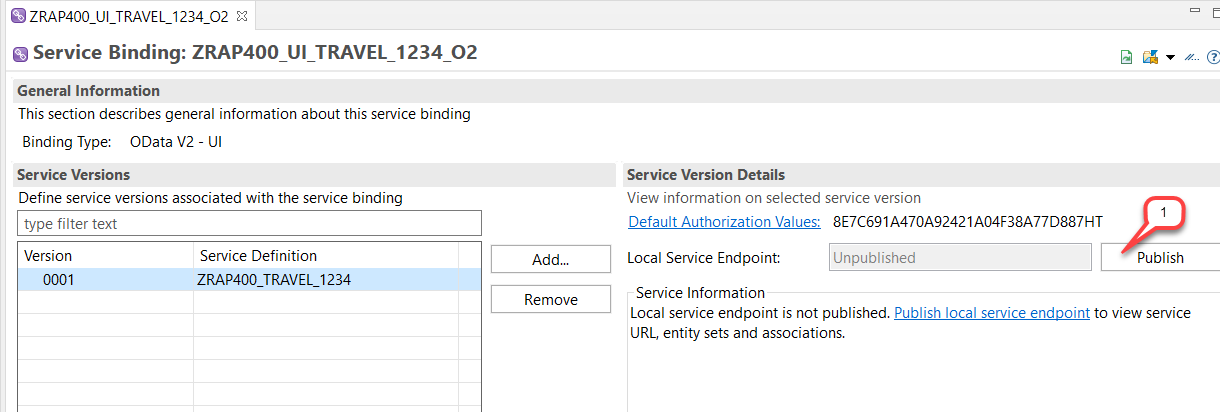 ZRAP400_UI_TRAVEL_1234_O2
Service Binding: ZRAP400_UI_TRAVEL_1234_O2
General Information
This section describes general information about this service binding
Binding Type: OData V2 - UI
Service Versions
Define service versions associated with the service binding
type filter text
Version Service Definition
0001 ZRAP400_TRAVEL_1234
Add...
Remove
Service Version Details
View information on selected service version
Default Authorization Values: 8E7C691A470A92421A04F38A77D887HT
1
Local Service Endpoint: Unpublished Publish
Service Information
Local service endpoint is not published. Publish local service endpoint to view service
URL, entity sets and associations.